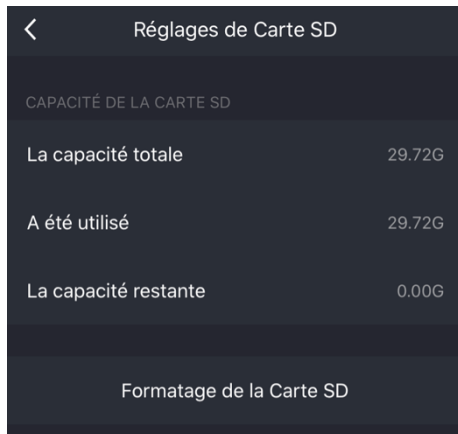 Réglages de Carte SD
CAPACITÉ DE LA CARTE SD
La capacité totale 29.72G
A été utilisé 29.72G
La capacité restante 0.00G
Formatage de la Carte SD